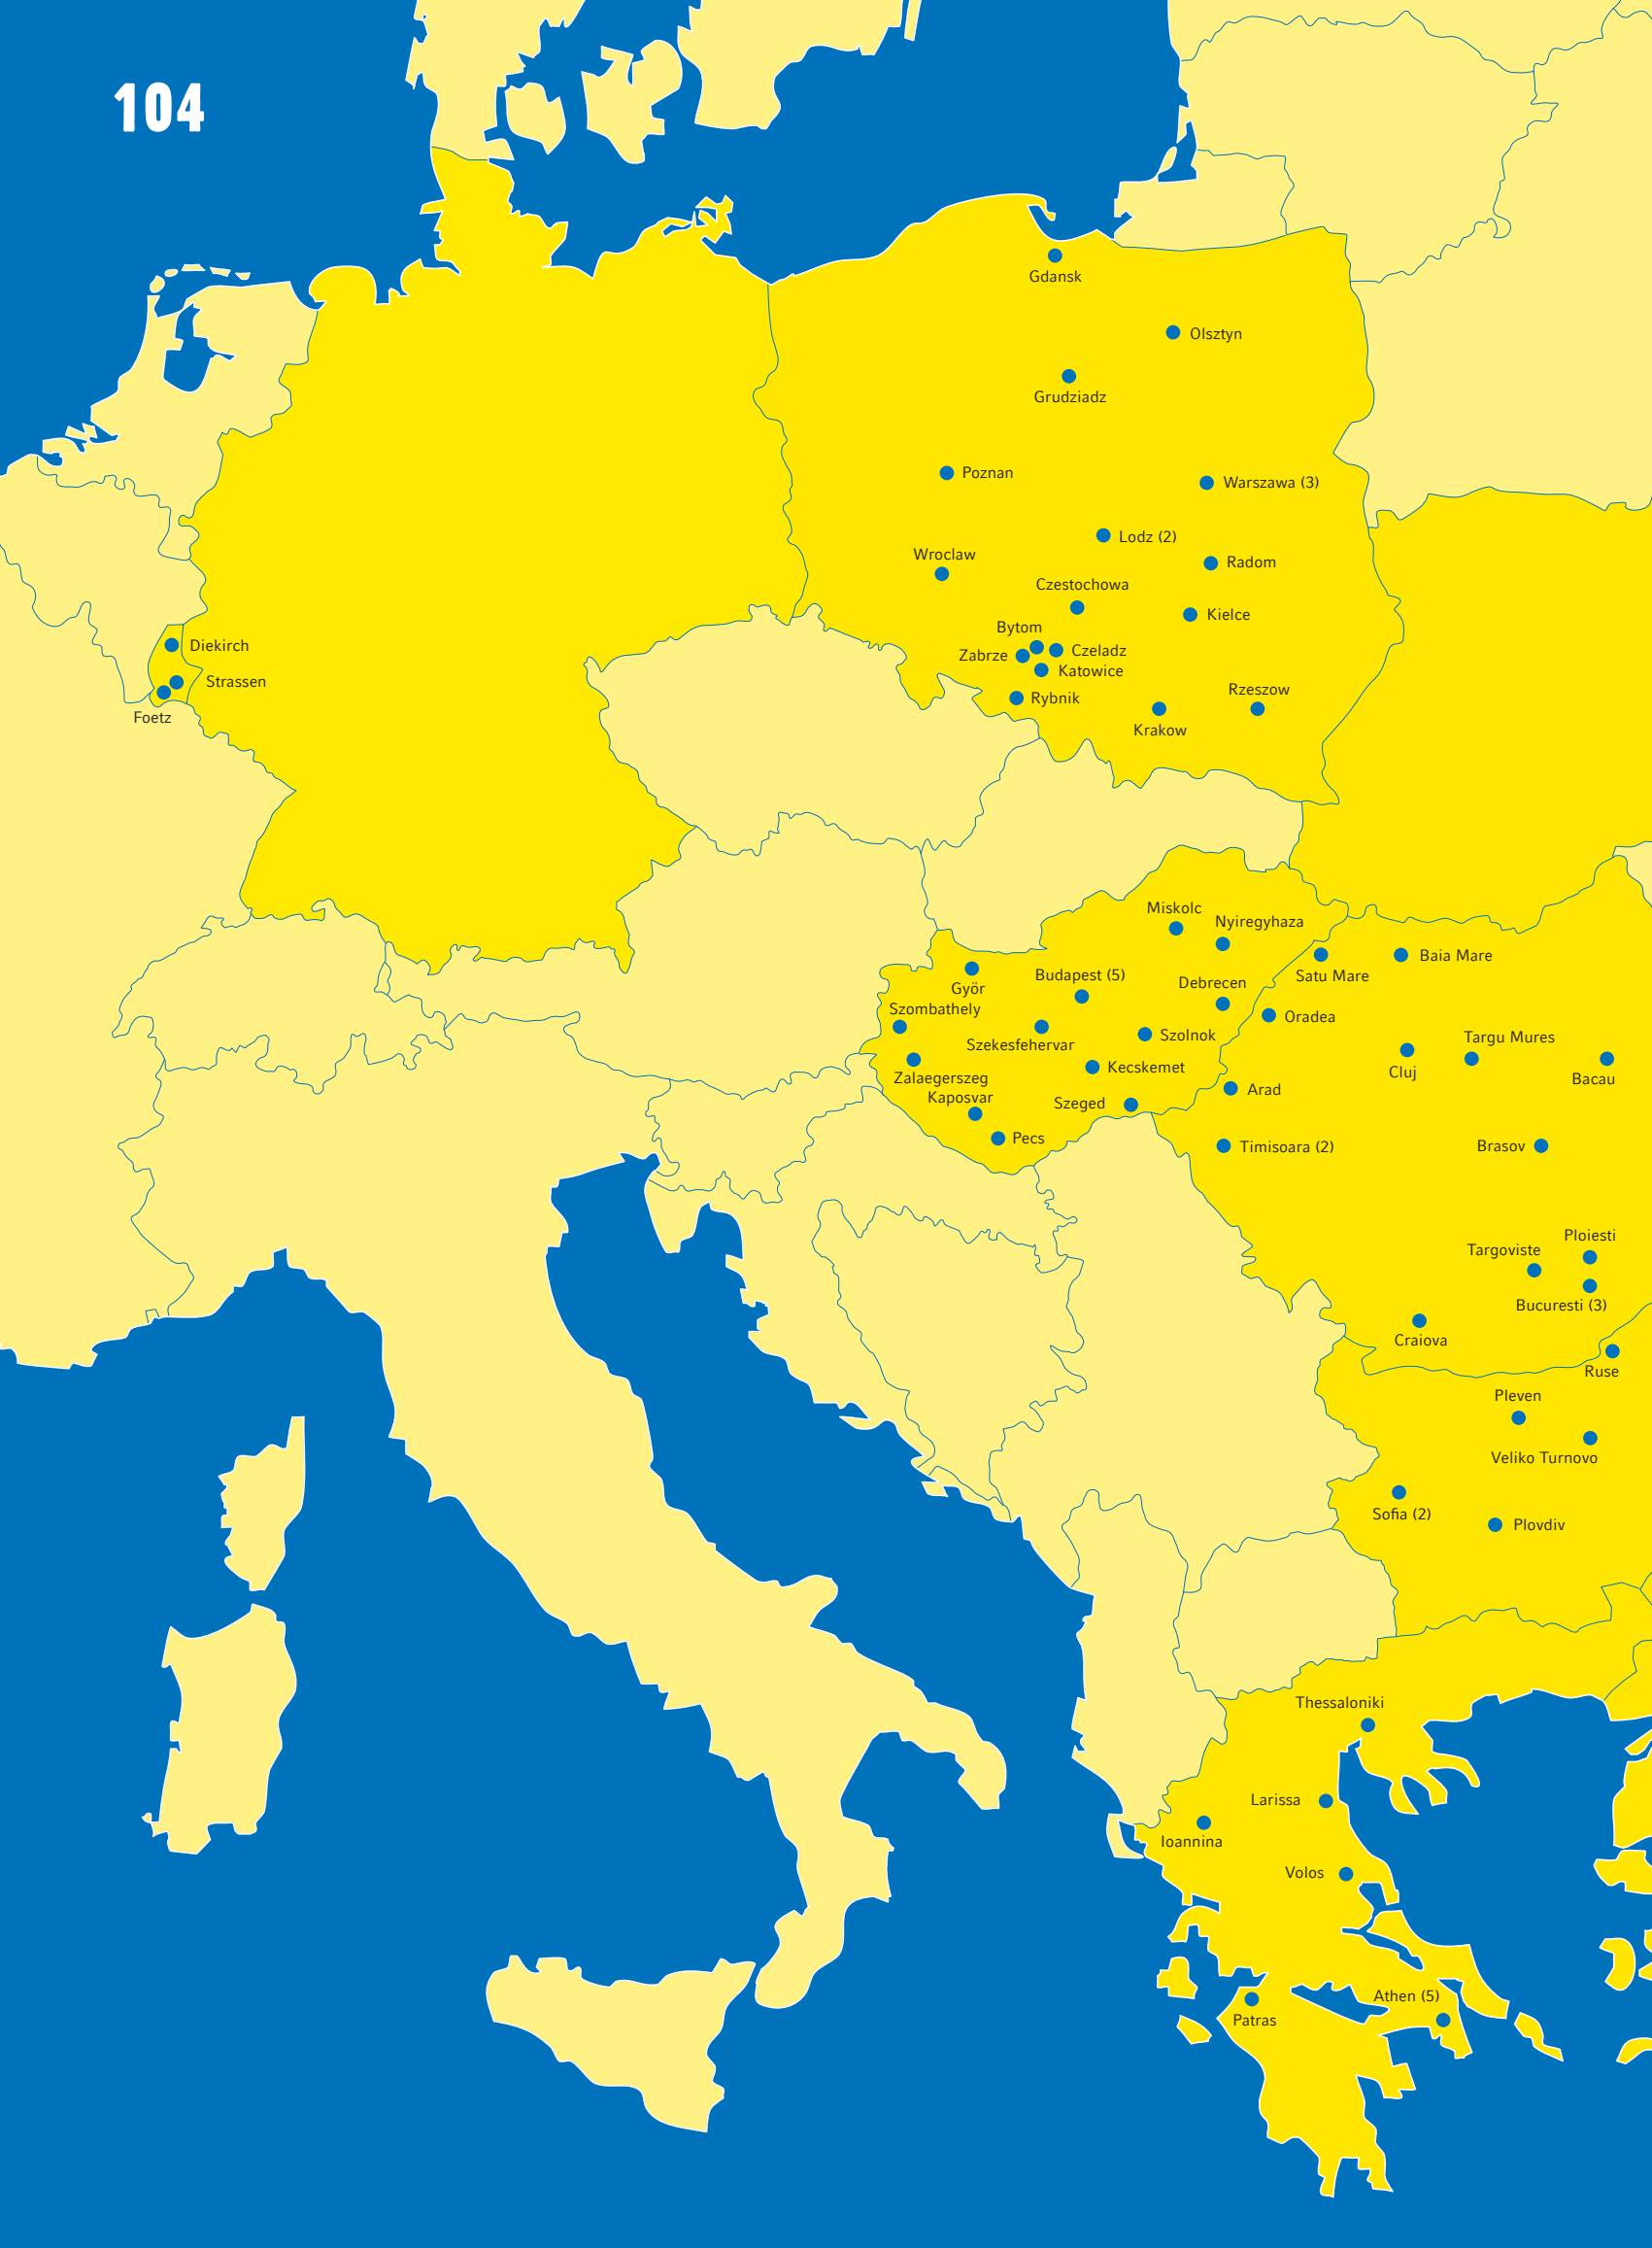 104
Gdansk
Olsztyn
Grudziadz
Poznan
Warszawa (3)
Lodz (2)
Wroclaw
Radom
Czestochowa
Kielce
Bytom
Diekirch
Zabrze
Czeladz
Katowice
Strassen
Rybnik
Rzeszow
Foetz
Krakow
Miskolc
Nyiregyhaza
Baia Mare
Budapest (5)
Satu Mare
Debrecen
Györ
Szombathely
Oradea
Szolnok
Targu Mures
Szekesfehervar
Kecskemet
Cluj
Zalaegerszeg
Bacau
Arad
Kaposvar
Szeged
Pecs
Timisoara (2)
Brasov
Ploiesti
Targoviste
Bucuresti (3)
Craiova
Ruse
Pleven
Veliko Turnovo
Sofia (2)
Plovdiv
Thessaloniki
Larissa
Ioannina
Volos
Athen (5)
Patras